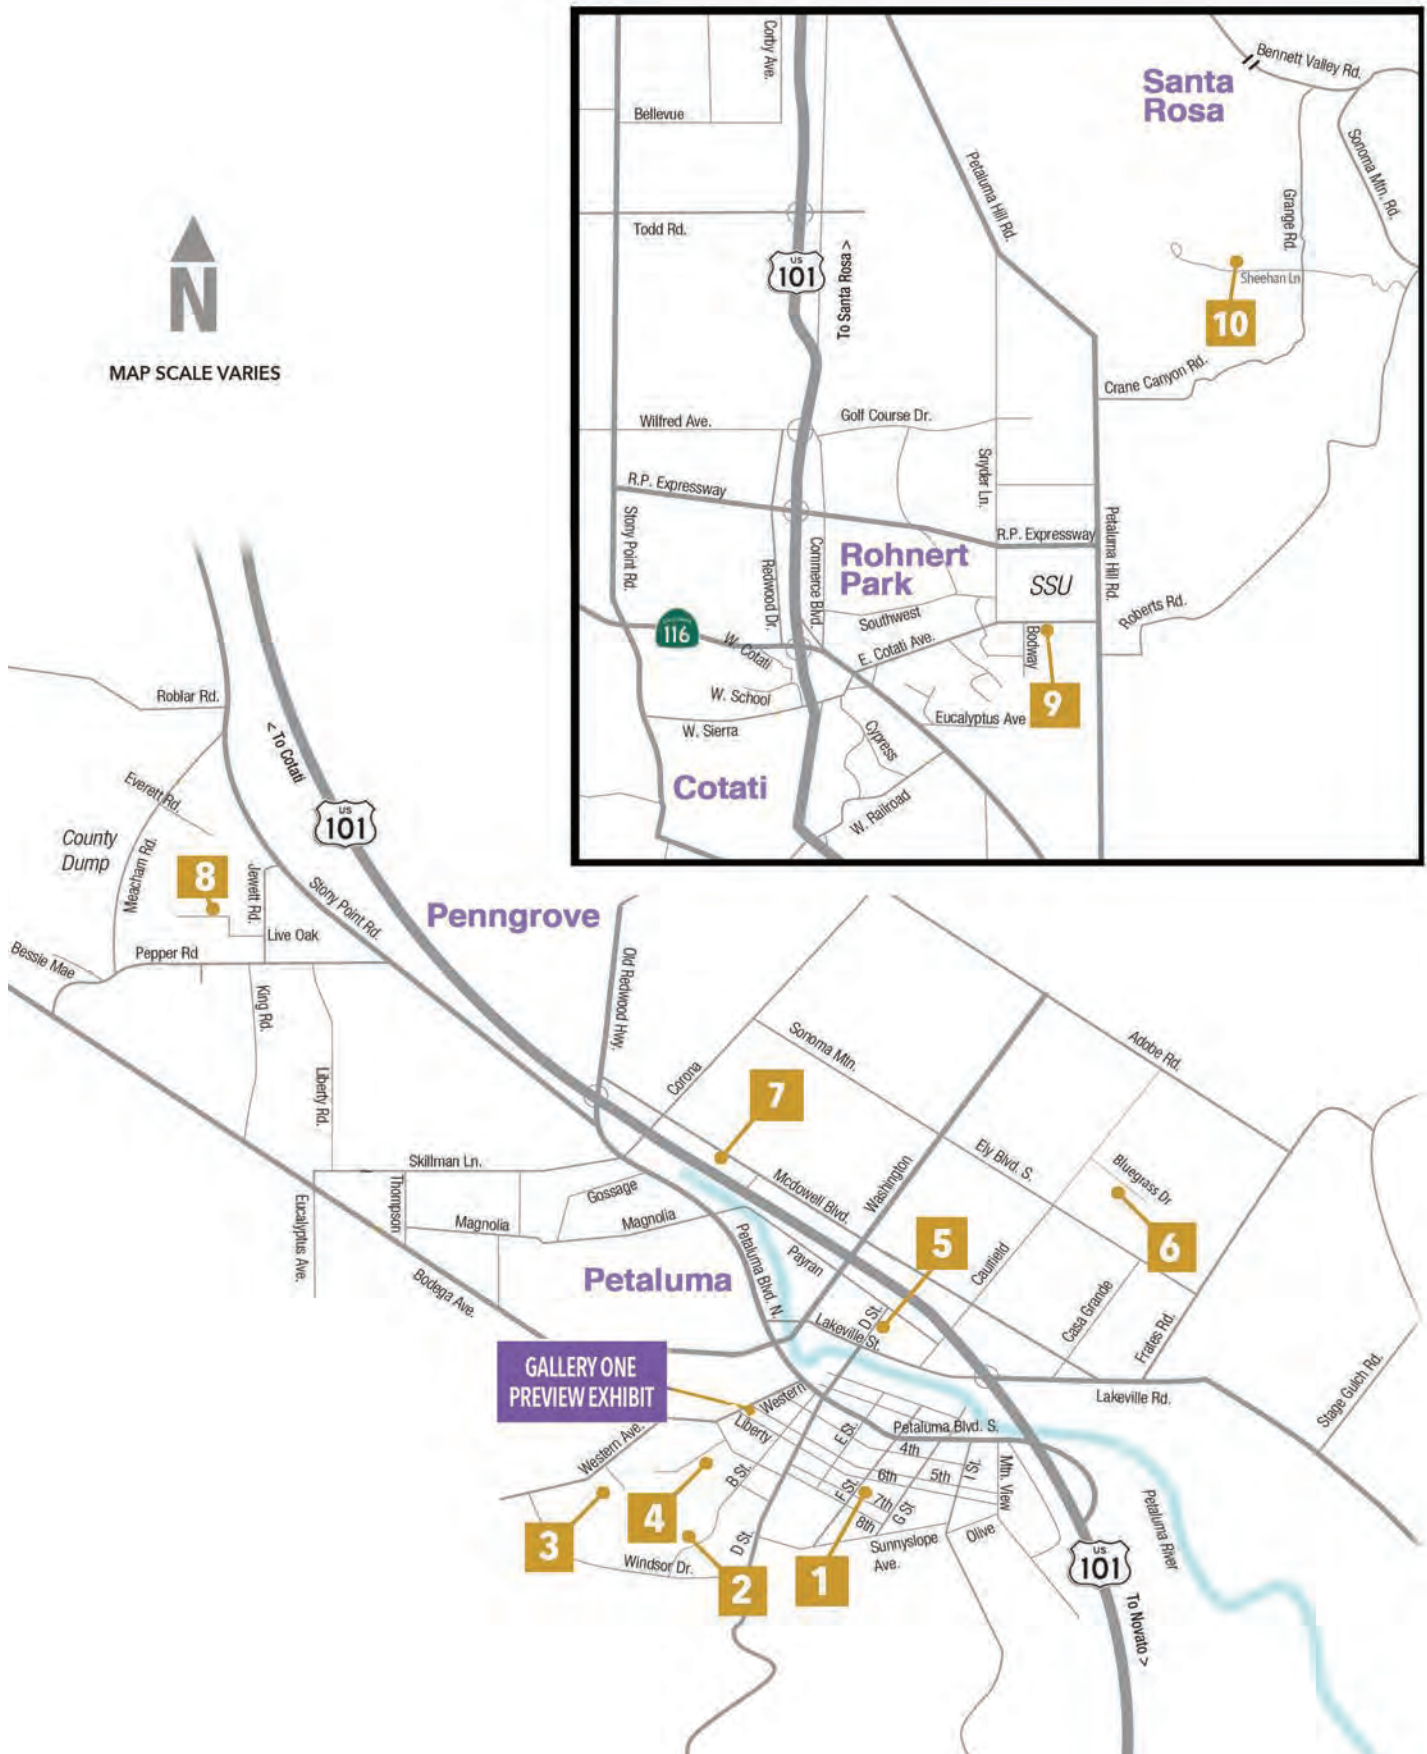 Corby Ave.
Bennett Valley Rd.
Santa
Rosa
Bellevue
Sonoma Mtn. Rd.
Petaluma Hill Rd.
Grange Rd.
Todd Rd.
US
101
To Santa Rosa >
Sheehan Ln
10
N
MAP SCALE VARIES
Crane Canyon Rd.
Wilfred Ave.
Golf Course Dr.
Snyder Ln.
R.P. Expressway
Stony Point Rd.
Redwood Dr.
Commerce Blvd.
R.P. Expressway
Petaluma Hill Rd.
Rohnert
Park
SSU
Roberts Rd.
Southwest
116
W. Cotati
E. Cotati Ave.
Bodway
9
W. School
Eucalyptus Ave
W. Sierra
Cypress
Cotati
W. Railroad
Roblar Rd.
< To Cotati
Everett Rd.
US
101
County
Dump
Meacham Rd.
8
Jewett Rd.
Stony Point Rd.
Live Oak
Pepper Rd
Bessie Mae
King Rd.
Liberty Rd.
Penngrove
Old Redwood Hwy.
Corona
Sonoma Mtn.
Adobe Rd.
7
Skillman Ln.
Thompson
Gossage
Magnolia
Magnolia
Eucalyptus Ave.
Bodega Ave.
Mcdowell Blvd.
Washington
Ely Blvd. S.
Bluegrass Dr
6
5
Petaluma Blvd. N.
Payran
Caulfield
Petaluma
Casa Grande
Frates Rd.
D St.
Lakeville St.
Stage Gulch Rd.
Lakeville Rd.
GALLERY ONE
PREVIEW EXHIBIT
Western
Liberty
Western Ave.
Petaluma Blvd. S.
E St.
4th
5th
6th
7th
8th
I St.
Mtn. View
B St.
F St.
G St
D St.
Sunnyslope
Ave.
Olive
3
4
2
1
Windsor Dr.
US
101
Petaluma River
To Novato >